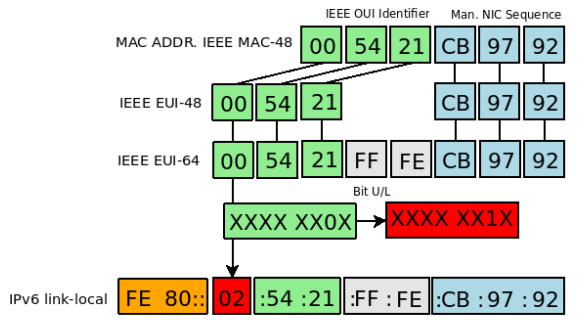 IEEE OUI Identifier Man. NIC Sequence
MAC ADDR. IEEE MAC-48 00 54 21 CB 97 92
IEEE EUI-48 00 54 21 CB 97 92
IEEE EUI-64 00 54 21 FF FE CB 97 92
Bit U/L
XXXX XX0X XXXX XX1X
IPv6 link-local FE 80:: 02 :54 :21 :FF : FE :CB : 97 : 92